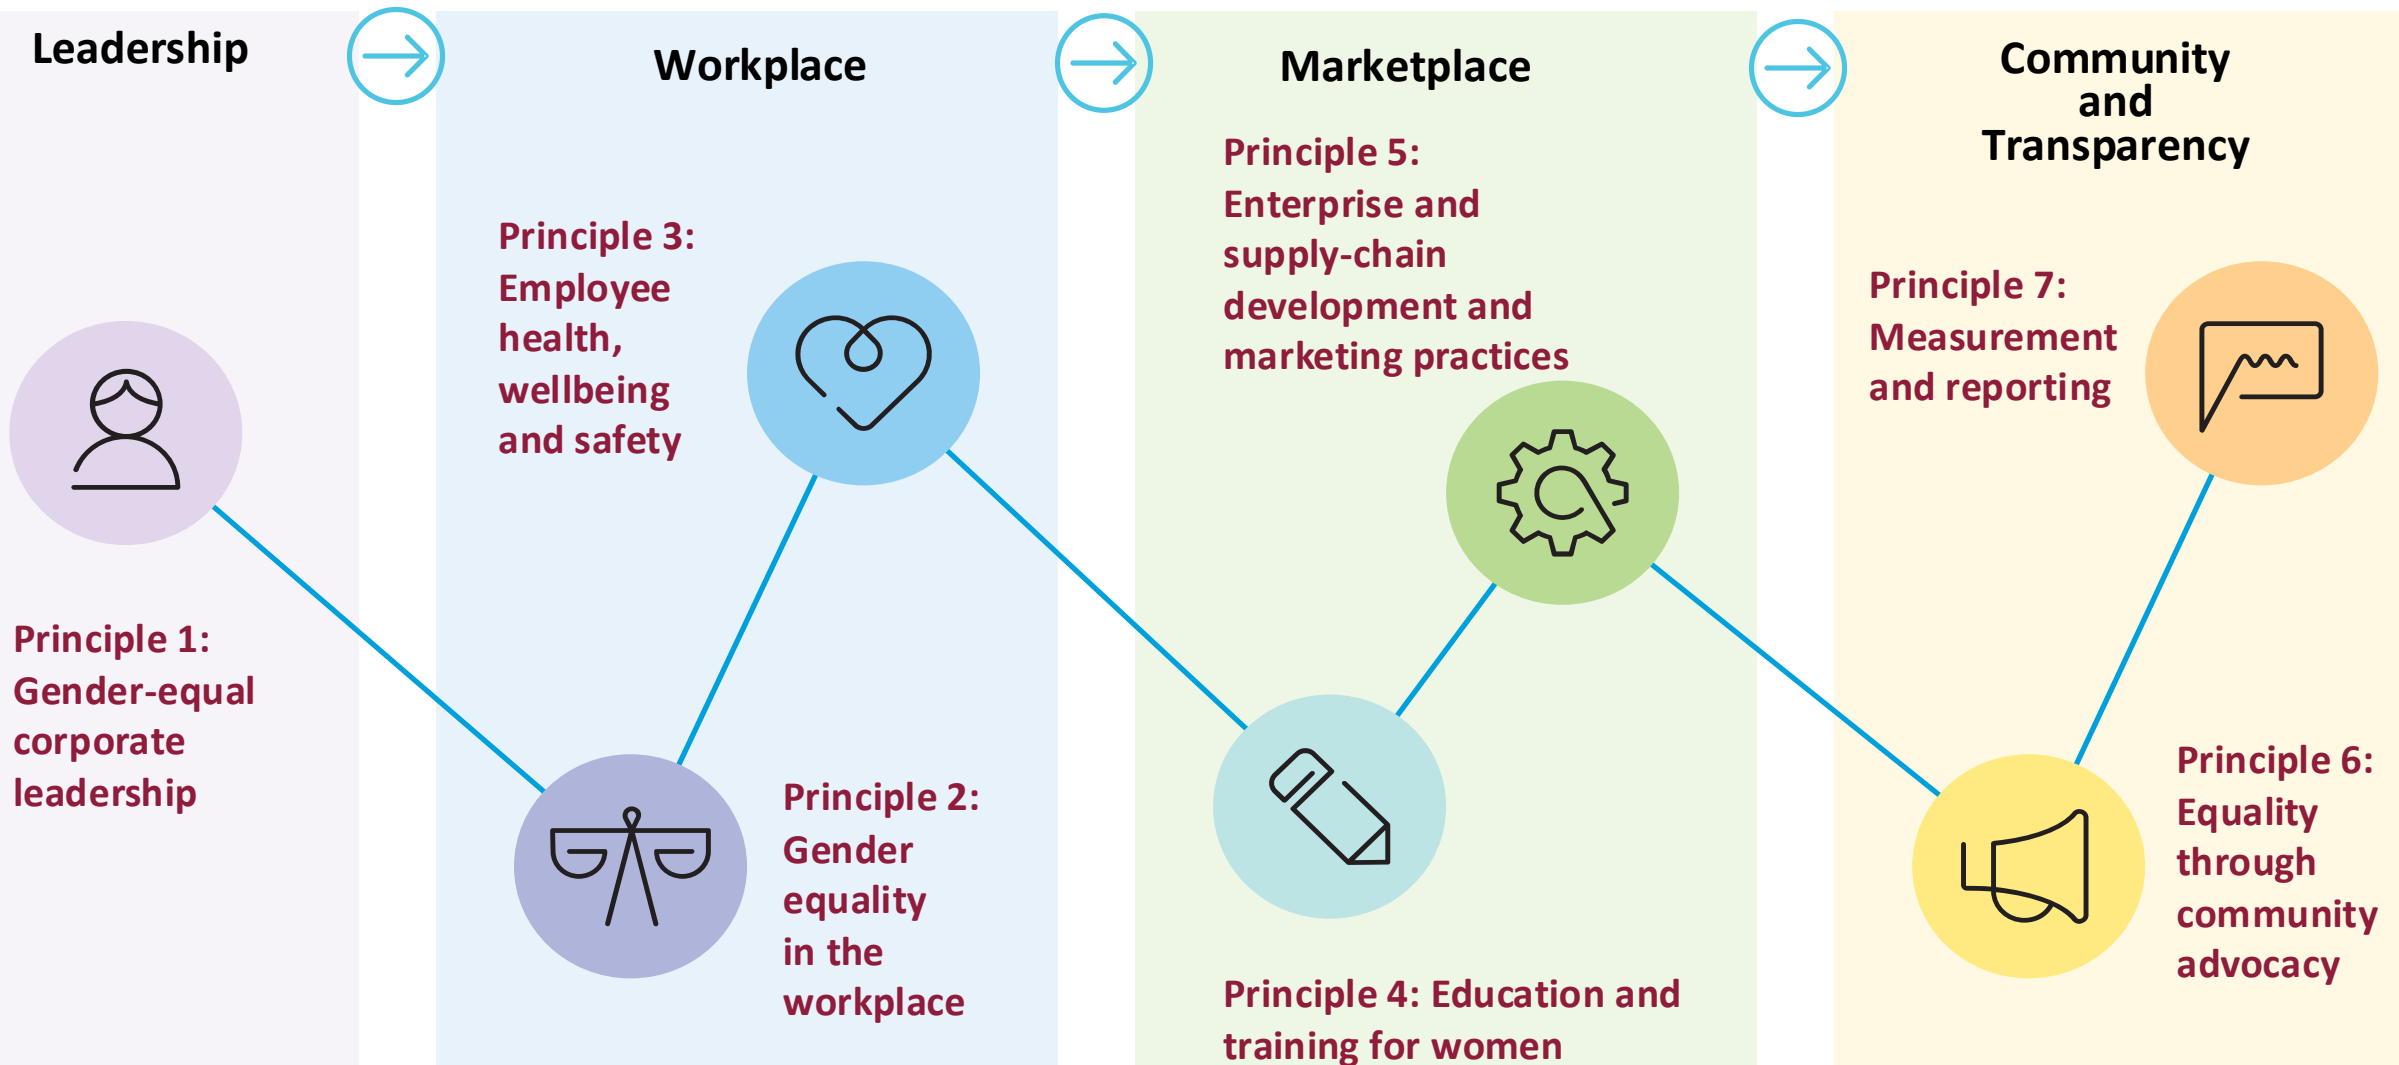 Leadership
Principle 1:
Gender-equal
corporate
leadership
Workplace
Principle 3:
Employee
health,
wellbeing
and safety
Principle 2:
Gender
equality
in the
workplace
Marketplace
Principle 5:
Enterprise and
supply-chain
development and
marketing practices
Principle 4: Education and
training for women
Community
and
Transparency
Principle 7:
Measurement
and reporting
Principle 6:
Equality
through
community
advocacy